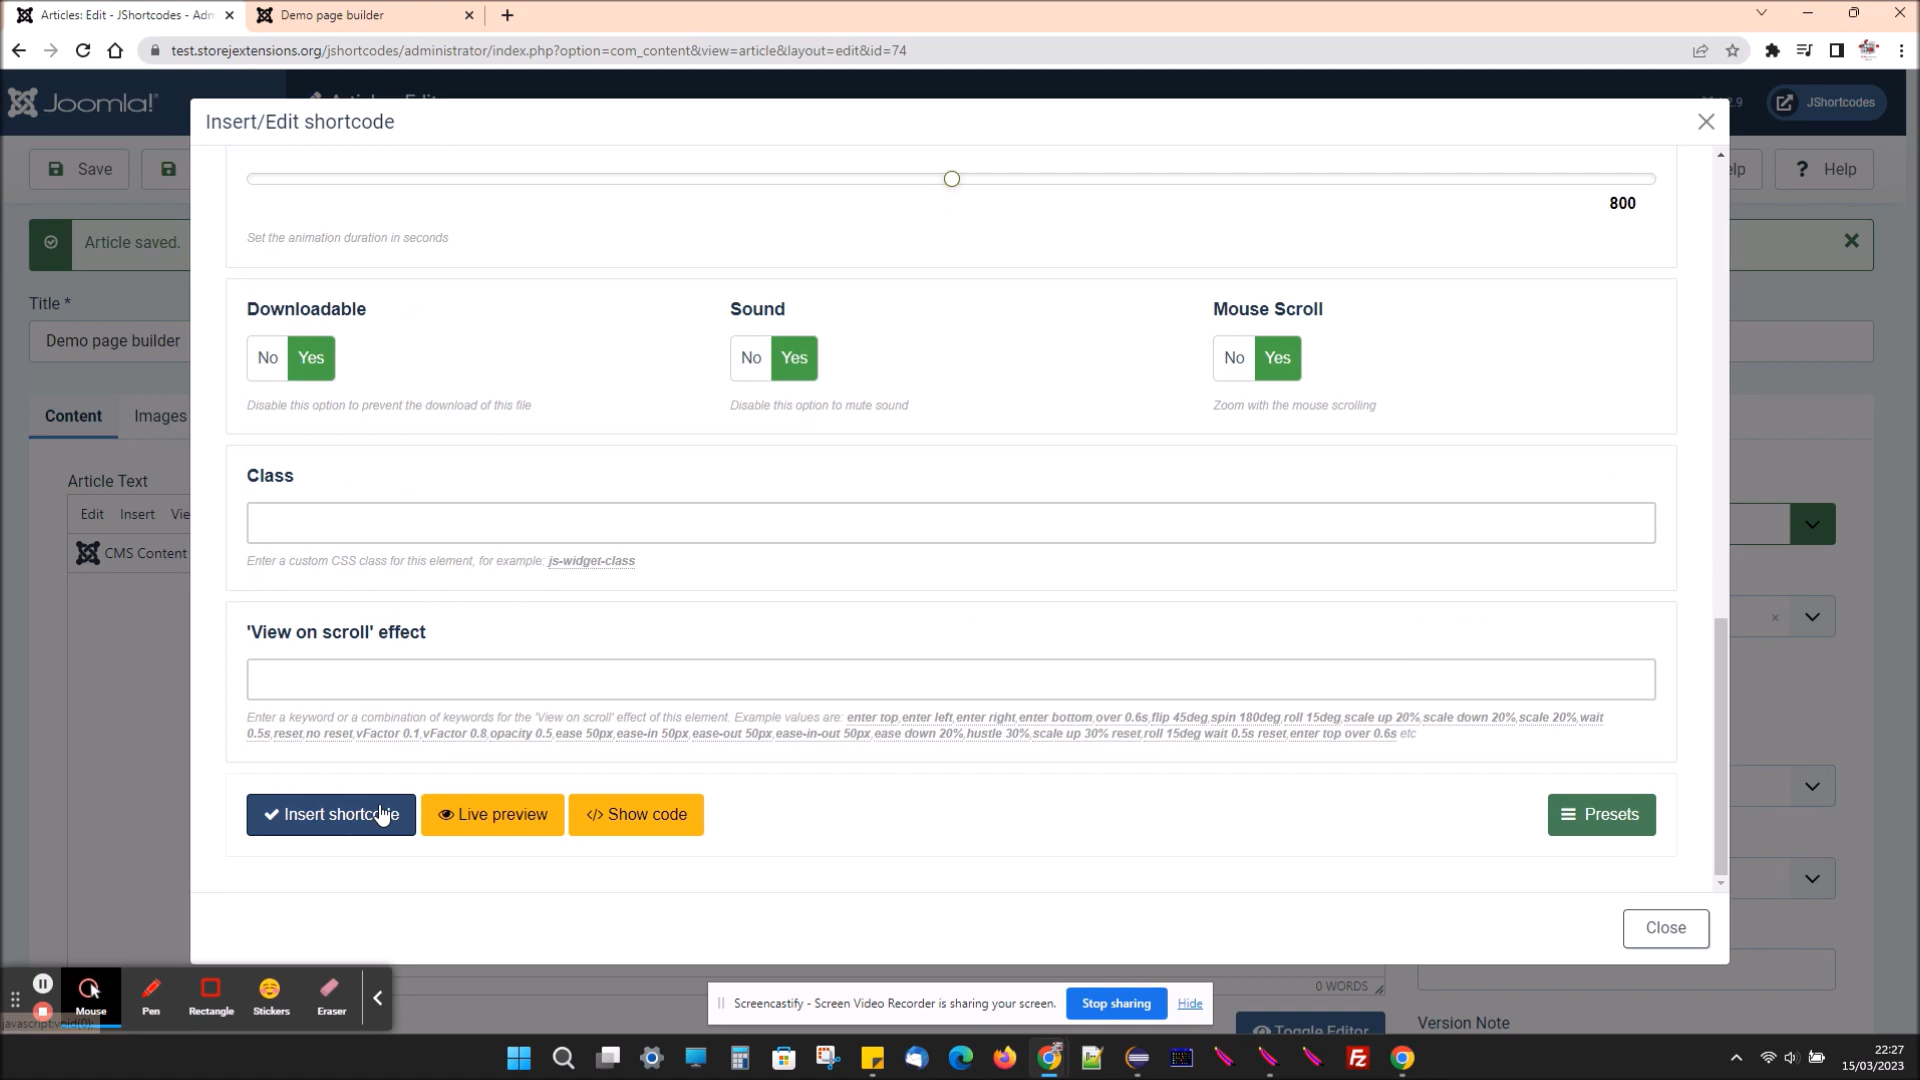 Articles: Edit - JShortcodes - Adm
Demo page builder
test.storejextensions.org/jshortcodes/administrator/index.php?option=com_content&view=article&layout=edit&id=74
Joomla!
JShortcodes
Insert/Edit shortcode
Save
Help
Article saved.
800
Set the animation duration in seconds
Title *
Demo page builder
Downloadable Sound Mouse Scroll
No Yes No Yes No Yes
Disable this option to prevent the download of this file Disable this option to mute sound Zoom with the mouse scrolling
Content Images
Class
Article Text
Edit Insert Vie
CMS Content
Enter a custom CSS class for this element, for example: js-widget-class
'View on scroll' effect
Enter a keyword or a combination of keywords for the 'View on scroll' effect of this element. Example values are: enter top,enter left,enter right,enter bottom,over 0.6s,flip 45deg,spin 180deg,roll 15deg,scale up 20%,scale down 20%,scale 20%,wait
0.5s,reset,no reset,vFactor 0.1,vFactor 0.8,opacity 0.5,ease 50px,ease-in 50px,ease-out 50px,ease-in-out 50px,ease down 20%,hustle 30%,scale up 30% reset,roll 15deg wait 0.5s reset,enter top over 0.6s etc
Insert shortcode Live preview </> Show code Presets
Close
0 WORDS
Mouse Pen Rectangle Stickers Eraser
Screencastify - Screen Video Recorder is sharing your screen. Stop sharing Hide
javascript:void(0);
Toggle Editor
Version Note
22:27
15/03/2023